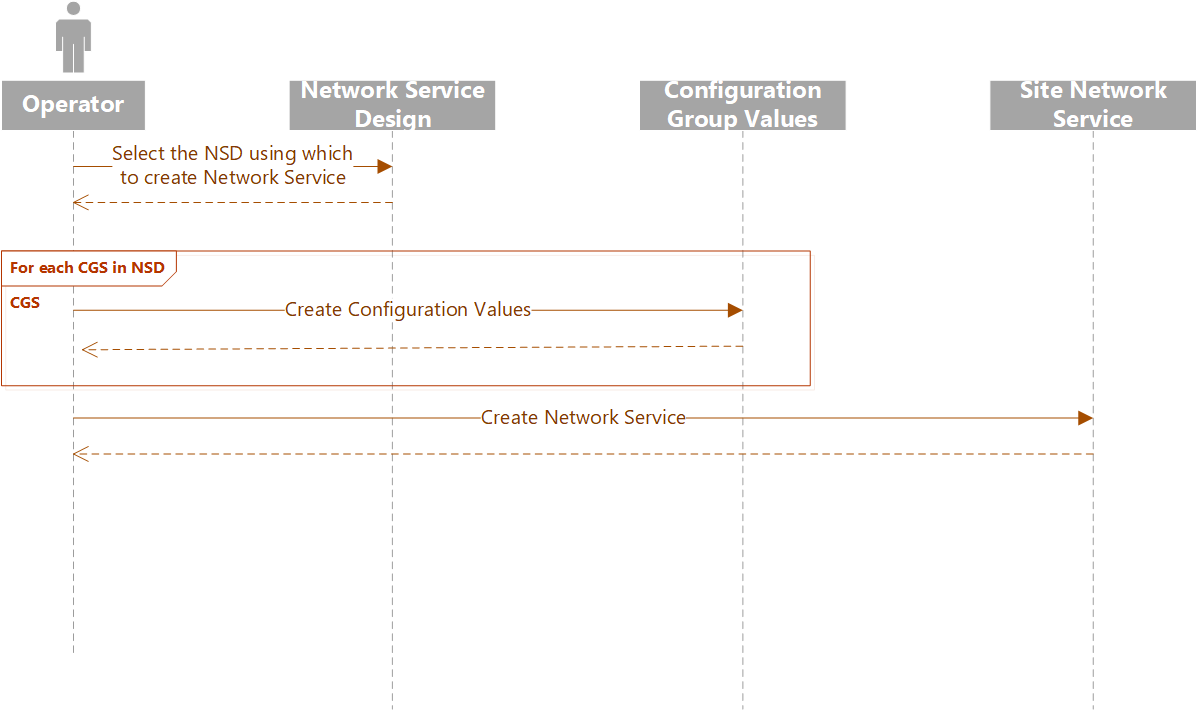 Operator
Network Service
Design
Configuration
Group Values
Site Network
Service
Select the NSD using which
to create Network Service
For each CGS in NSD
CGS
Create Configuration Values
Create Network Service